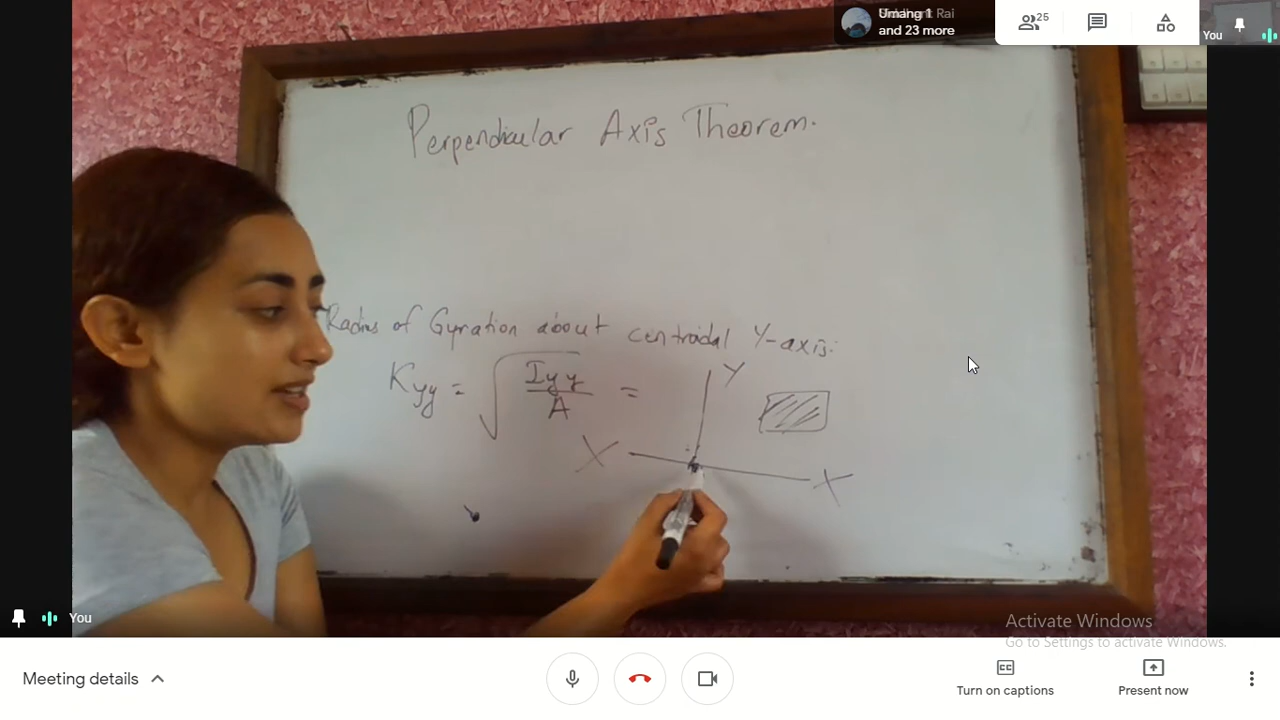 Umang 1
and 23 more
25
You
Perpendicular Axis Theorem.
Radius of Gyration about centroidal Y-axis:
Kyy = √ Iyy / A =
Y
X
X
You
Activate Windows
Go to Settings to activate Windows.
Meeting details
Turn on captions
Present now